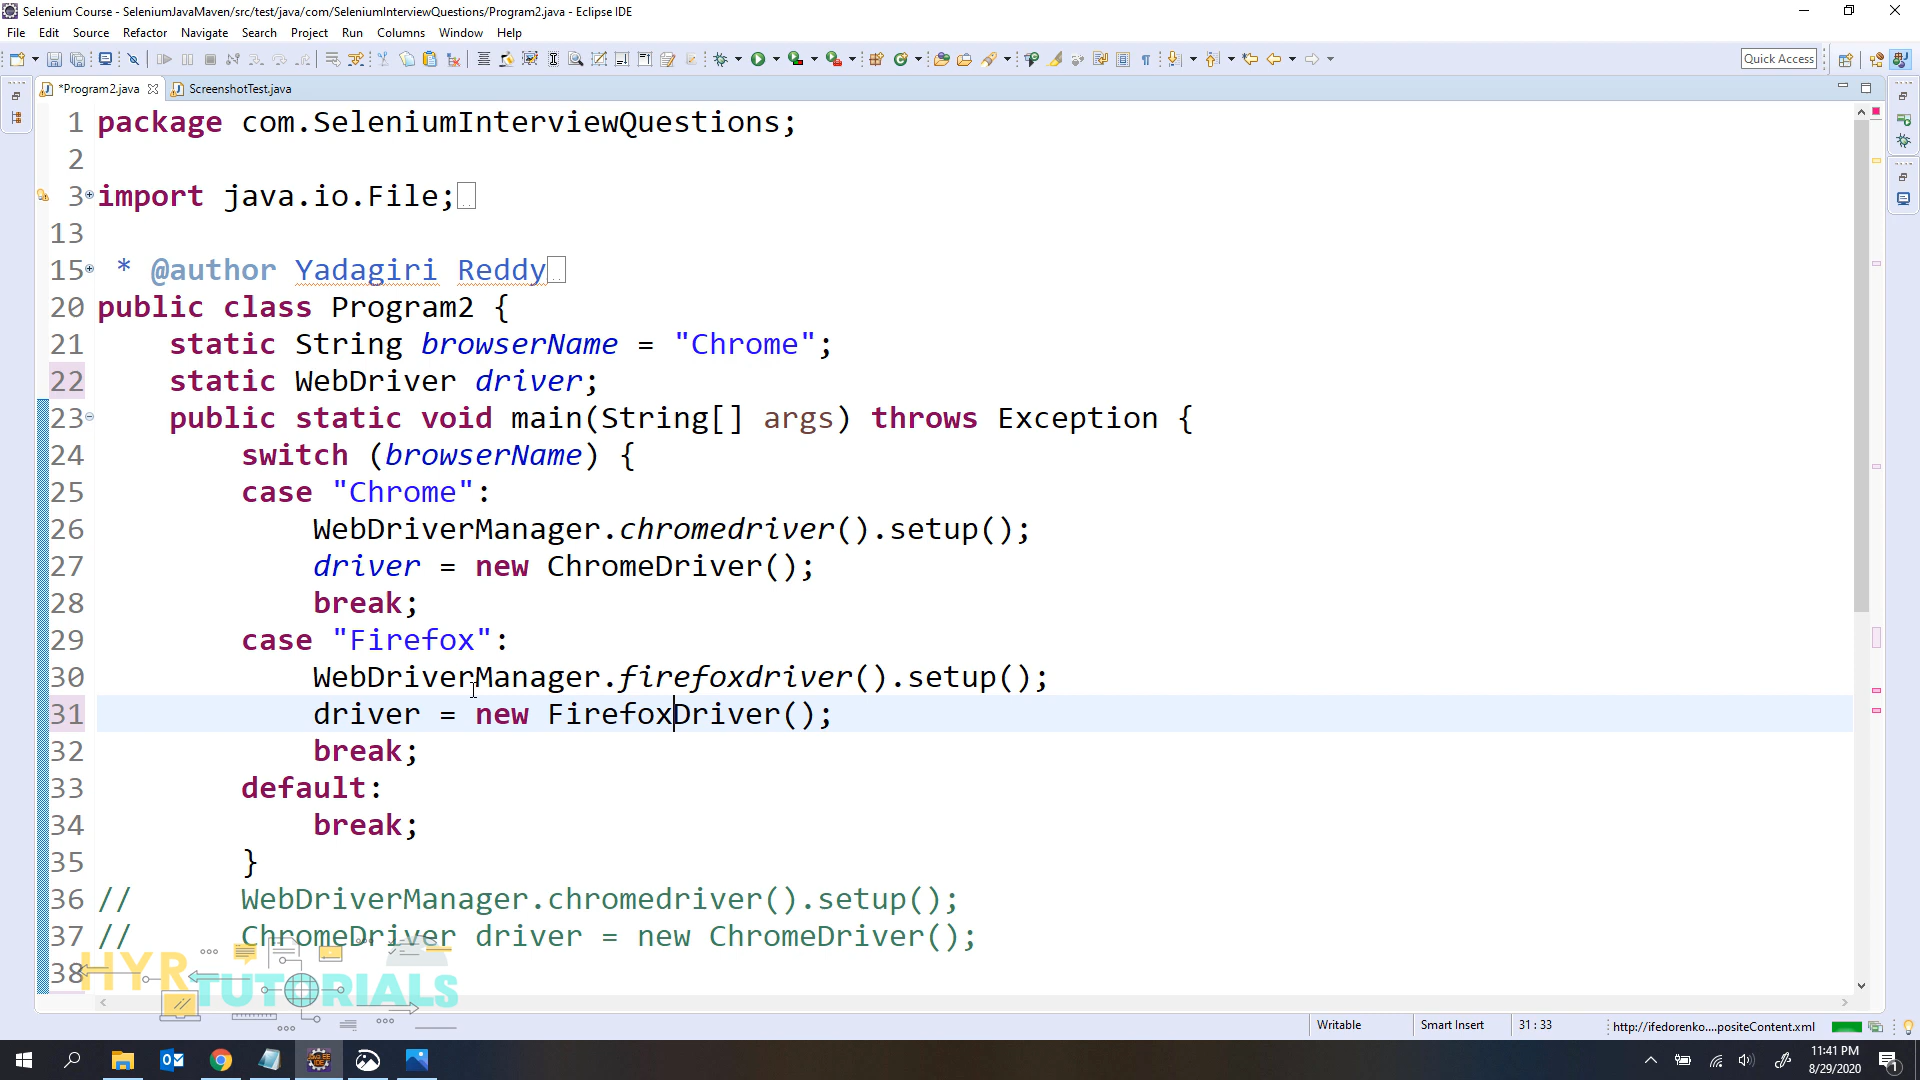 Selenium Course - SeleniumJavaMaven/src/test/java/com/SeleniumInterviewQuestions/Program2.java - Eclipse IDE
File Edit Source Refactor Navigate Search Project Run Columns Window Help
Quick Access
*Program2.java ScreenshotTest.java
1 package com.SeleniumInterviewQuestions;
2
3 import java.io.File;
13
15 * @author Yadagiri Reddy
20 public class Program2 {
21 static String browserName = "Chrome";
22 static WebDriver driver;
23 public static void main(String[] args) throws Exception {
24 switch (browserName) {
25 case "Chrome":
26 WebDriverManager.chromedriver().setup();
27 driver = new ChromeDriver();
28 break;
29 case "Firefox":
30 WebDriverManager.firefoxdriver().setup();
31 driver = new FirefoxDriver();
32 break;
33 default:
34 break;
35 }
36 // WebDriverManager.chromedriver().setup();
37 // ChromeDriver driver = new ChromeDriver();
38
HYR TUTORIALS
Writable Smart Insert 31 : 33 http://ifedorenko....positeContent.xml
11:41 PM
8/29/2020
1